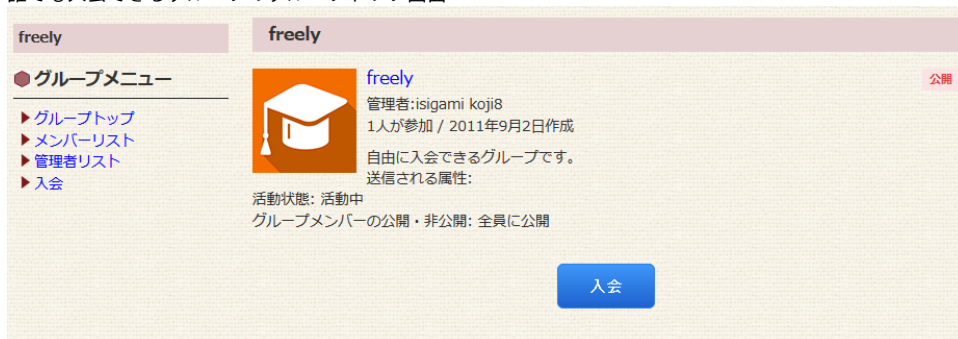 freely
グループメニュー
グループトップ
メンバーリスト
管理者リスト
入会
freely
freely
公開
管理者:isigami koji8
1人が参加 / 2011年9月2日作成
自由に入会できるグループです。
送信される属性:
活動状態: 活動中
グループメンバーの公開・非公開: 全員に公開
入会